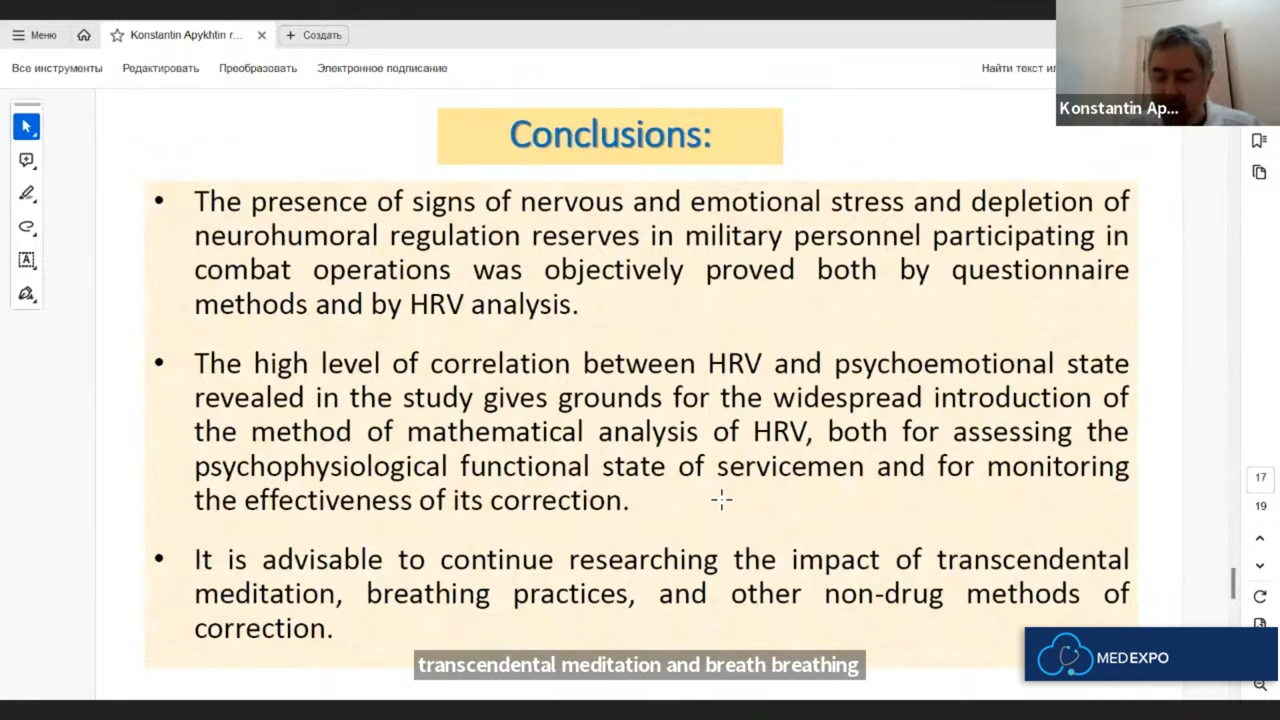 Меню
Konstantin Apykhtin r...
Создать
Все инструменты
Редактировать
Преобразовать
Электронное подписание
Найти текст ил
Konstantin Ap...
Conclusions:
• The presence of signs of nervous and emotional stress and depletion of
neurohumoral regulation reserves in military personnel participating in
combat operations was objectively proved both by questionnaire
methods and by HRV analysis.
• The high level of correlation between HRV and psychoemotional state
revealed in the study gives grounds for the widespread introduction of
the method of mathematical analysis of HRV, both for assessing the
psychophysiological functional state of servicemen and for monitoring
the effectiveness of its correction.
• It is advisable to continue researching the impact of transcendental
meditation, breathing practices, and other non-drug methods of
correction.
17
19
transcendental meditation and breath breathing
MEDEXPO